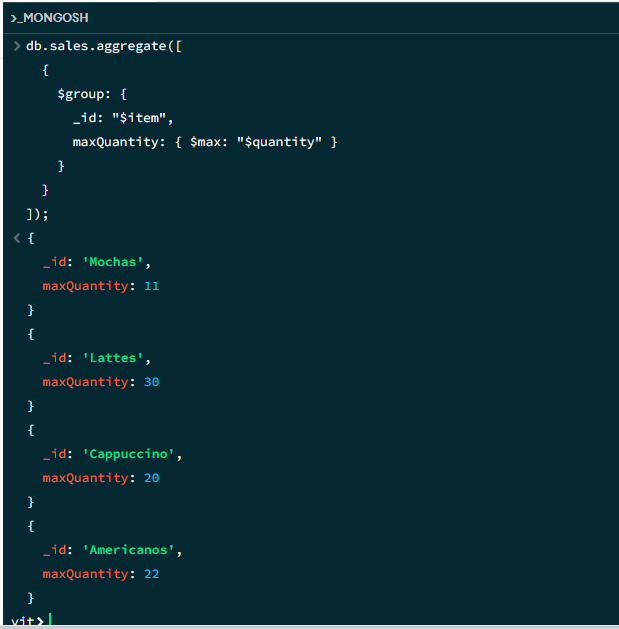 >_MONGOSH
> db.sales.aggregate([
{
$group: {
_id: "$item",
maxQuantity: { $max: "$quantity" }
}
}
]);
< {
_id: 'Mochas',
maxQuantity: 11
}
{
_id: 'Lattes',
maxQuantity: 30
}
{
_id: 'Cappuccino',
maxQuantity: 20
}
{
_id: 'Americanos',
maxQuantity: 22
}
vit>